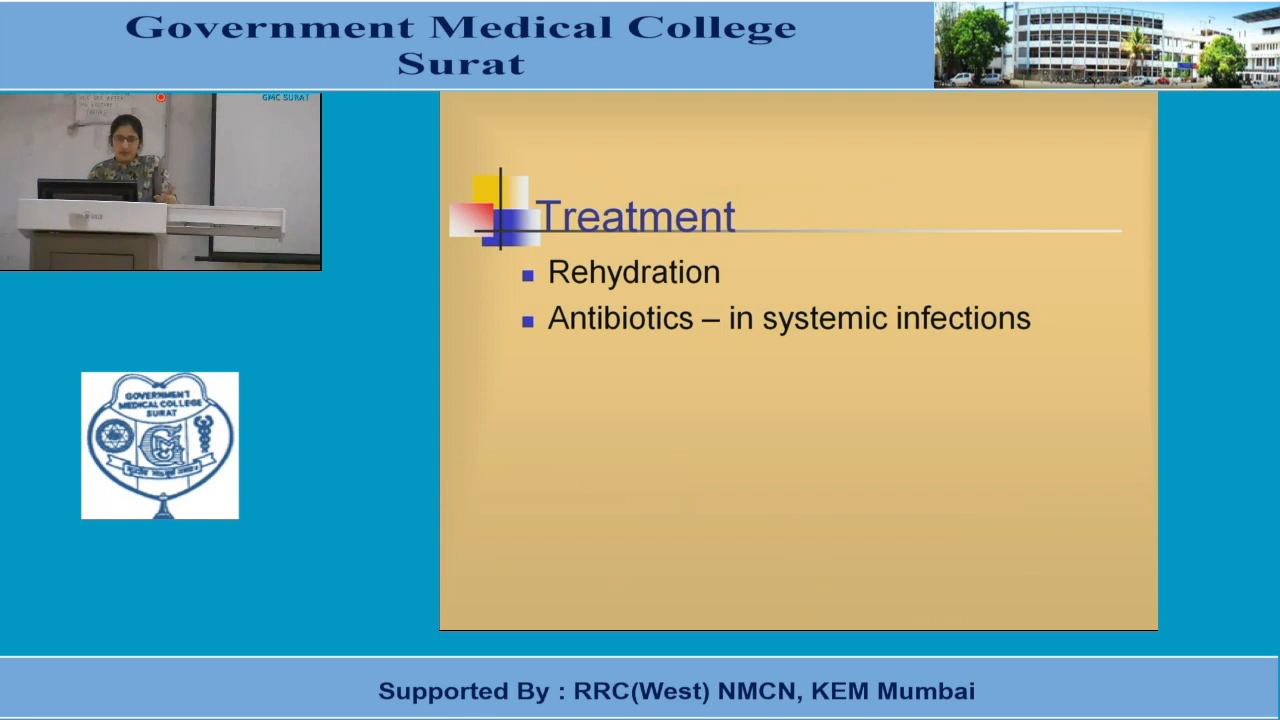 Government Medical College
Surat
GMC SURAT
Treatment
Rehydration
Antibiotics – in systemic infections
GOVERNMENT
MEDICAL COLLEGE
SURAT
Supported By : RRC(West) NMCN, KEM Mumbai